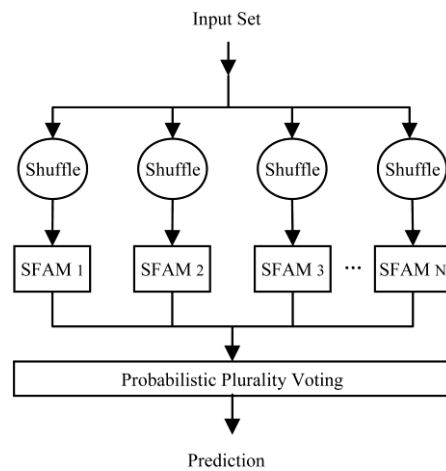 Input Set
Shuffle Shuffle Shuffle Shuffle
SFAM 1 SFAM 2 SFAM 3 ... SFAM N
Probabilistic Plurality Voting
Prediction